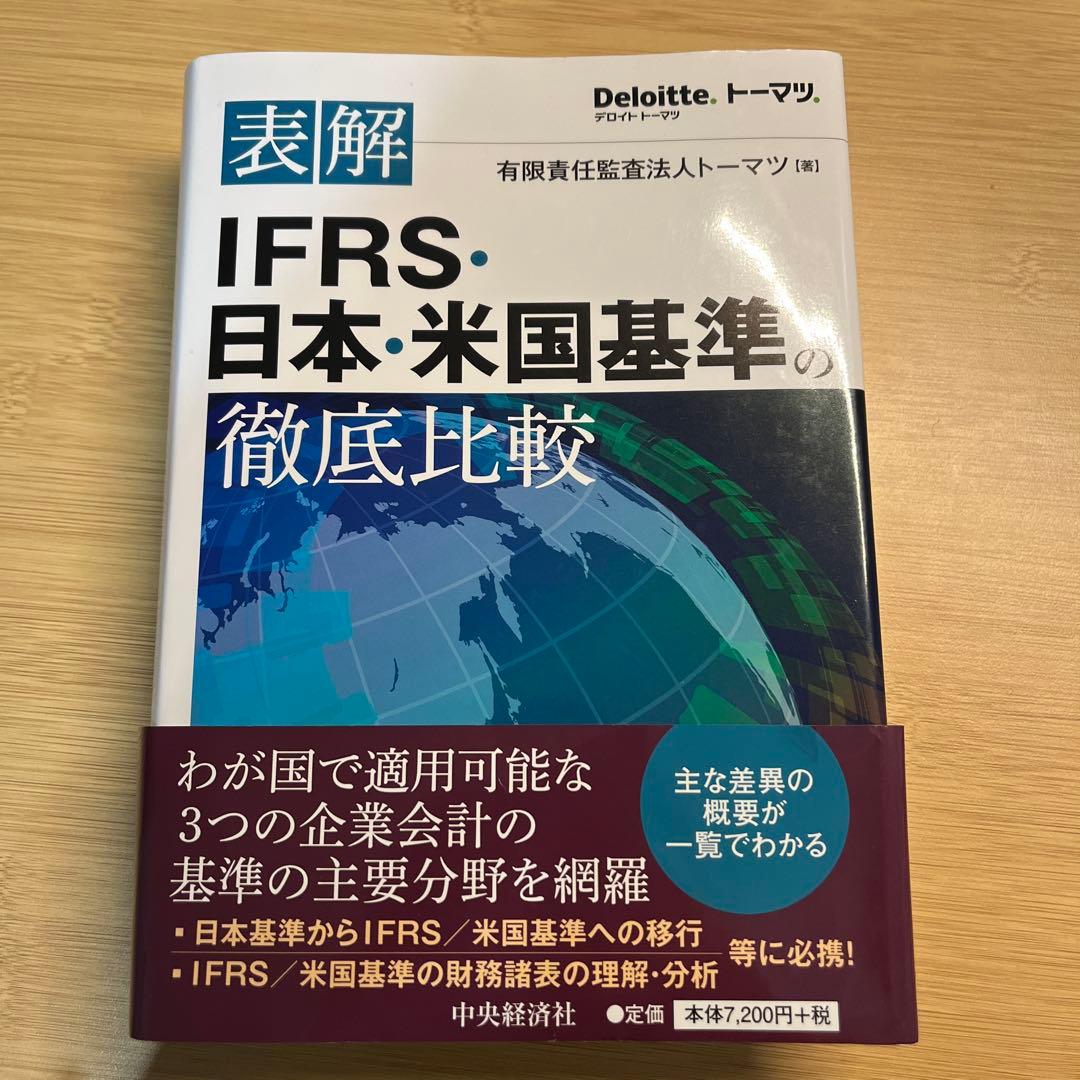 表解
Deloitte. トーマツ.
デロイト トーマツ
有限責任監査法人トーマツ【著】
IFRS・
日本・米国基準の
徹底比較
わが国で適用可能な
3つの企業会計の
基準の主要分野を網羅
主な差異の
概要が
一覧でわかる
▪日本基準からIFRS／米国基準への移行
▪IFRS／米国基準の財務諸表の理解・分析
等に必携!
中央経済社 ●定価 本体7,200円+税